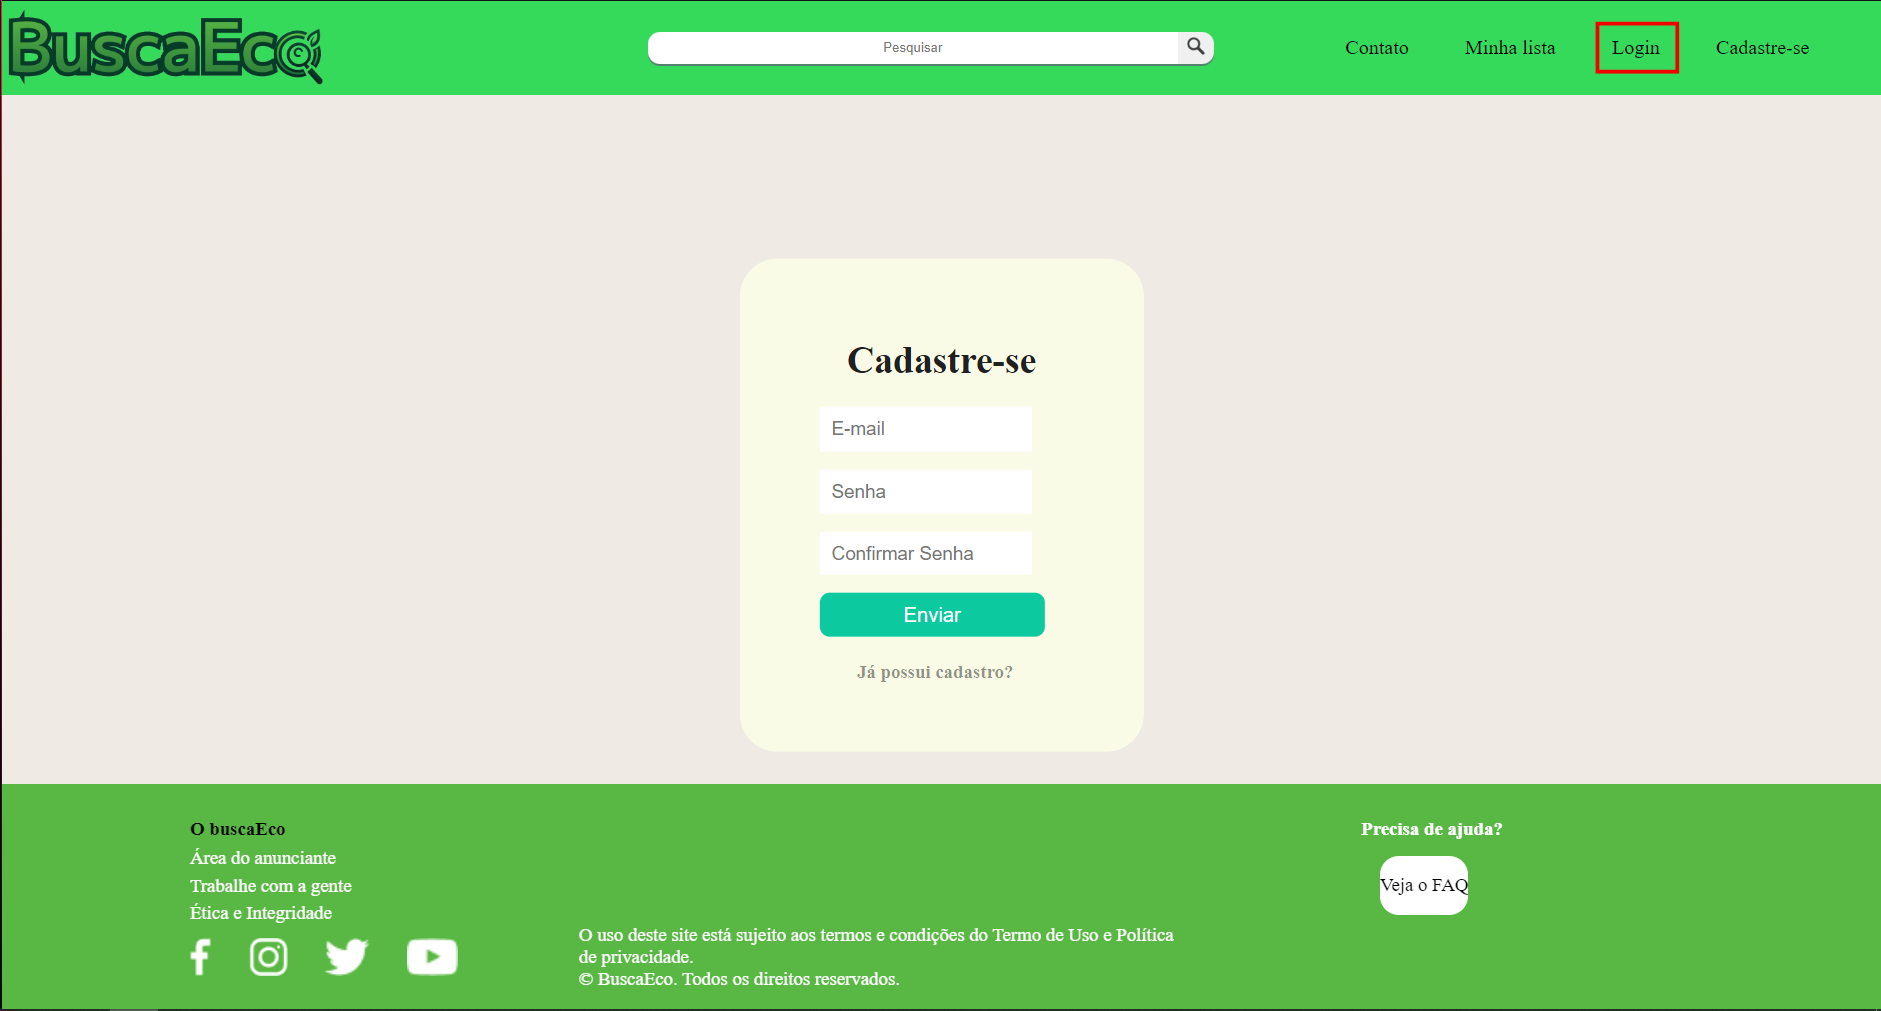 BuscaEco
Pesquisar
Contato
Minha lista
Login
Cadastre-se
Cadastre-se
E-mail
Senha
Confirmar Senha
Enviar
Já possui cadastro?
O buscaEco
Área do anunciante
Trabalhe com a gente
Ética e Integridade
O uso deste site está sujeito aos termos e condições do Termo de Uso e Política
de privacidade.
© BuscaEco. Todos os direitos reservados.
Precisa de ajuda?
Veja o FAQ